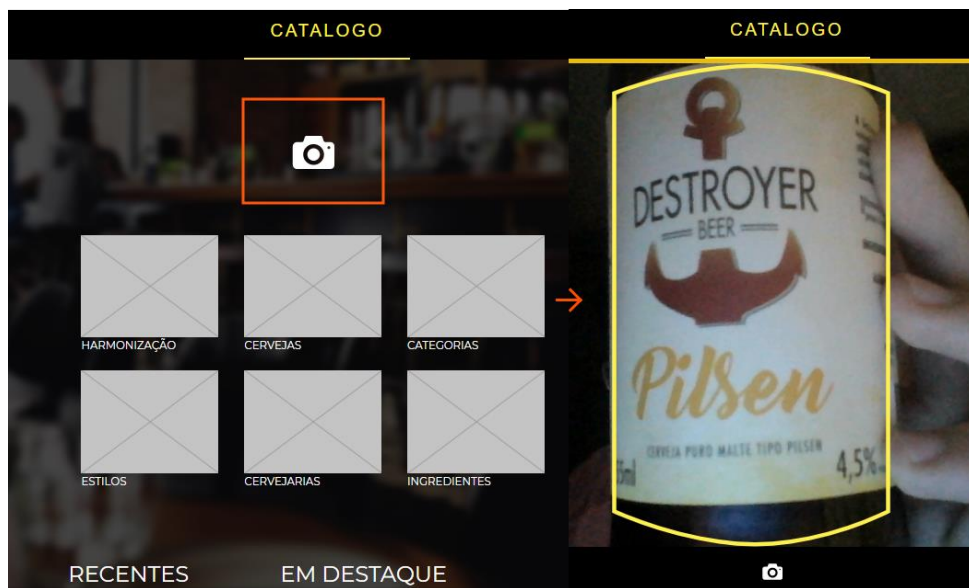 CATALOGO
HARMONIZAÇÃO
CERVEJAS
CATEGORIAS
ESTILOS
CERVEJARIAS
INGREDIENTES
RECENTES
EM DESTAQUE
CATALOGO
DESTROYER
BEER
Pilsen
CERVEJA PURO MALTE TIPO PILSEN
4,5%